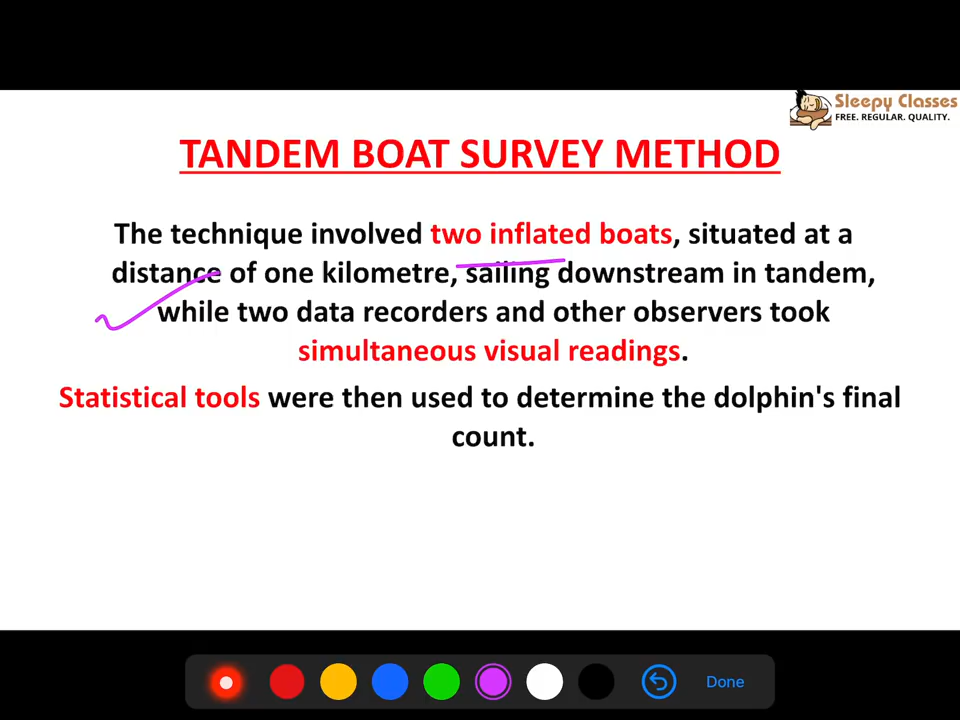 Sleepy Classes
FREE. REGULAR. QUALITY.
TANDEM BOAT SURVEY METHOD
The technique involved two inflated boats, situated at a
distance of one kilometre, sailing downstream in tandem,
while two data recorders and other observers took
simultaneous visual readings.
Statistical tools were then used to determine the dolphin's final
count.
Done